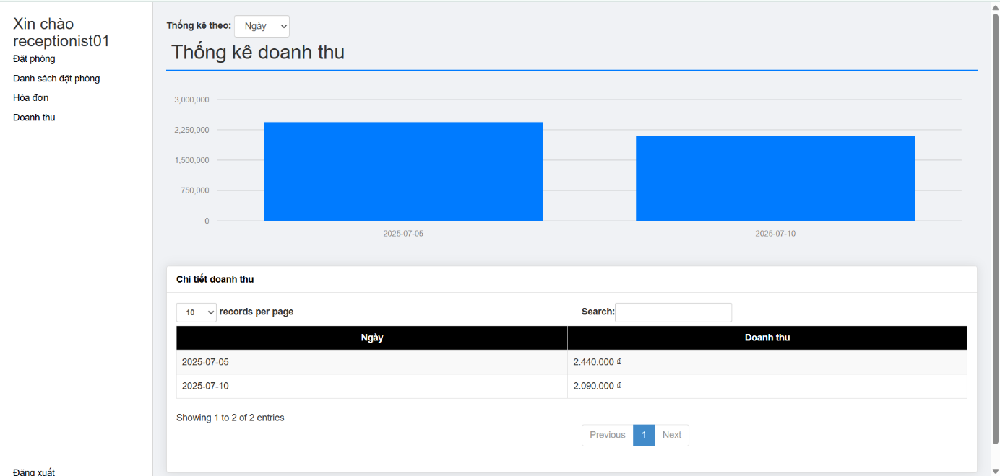 Xin chào
receptionist01
Đặt phòng
Danh sách đặt phòng
Hóa đơn
Doanh thu
Đăng xuất
Thống kê theo: Ngày
Thống kê doanh thu
3,000,000
2,250,000
1,500,000
750,000
0
2025-07-05 2025-07-10
Chi tiết doanh thu
10 records per page Search:
Ngày Doanh thu
2025-07-05 2.440.000 ₫
2025-07-10 2.090.000 ₫
Showing 1 to 2 of 2 entries
Previous 1 Next